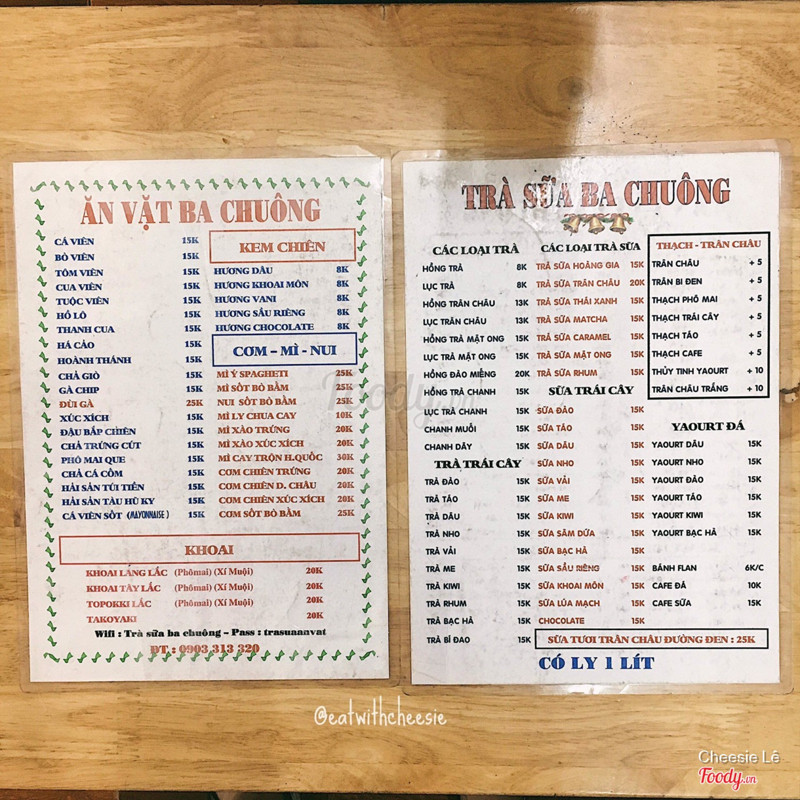 ĂN VẶT BA CHUÔNG
CÁ VIÊN 15K
BÒ VIÊN 15K
TÔM VIÊN 15K
CUA VIÊN 15K
TUỘC VIÊN 15K
HỒ LÔ 15K
THANH CUA 15K
HÁ CẢO 15K
HOÀNH THÁNH 15K
CHẢ GIÒ 15K
GÀ CHIP 25K
ĐÙI GÀ 25K
XÚC XÍCH 15K
ĐẬU BẮP CHIÊN 15K
CHẢ TRỨNG CÚT 15K
PHÔ MAI QUE 15K
CHẢ CÁ CỐM 15K
HẢI SẢN TÚI TIỀN 15K
HẢI SẢN TÀU HŨ KY 15K
CÁ VIÊN SỐT (MAYONNAISE) 15K
KEM CHIÊN
HƯƠNG DÂU 8K
HƯƠNG KHOAI MÔN 8K
HƯƠNG VANI 8K
HƯƠNG SẦU RIÊNG 8K
HƯƠNG CHOCOLATE 8K
CƠM – MÌ - NUI
MÌ Ý SPAGHETI 25K
MÌ SỐT BÒ BẰM 25K
NUI SỐT BÒ BẰM 25K
MÌ LY CHUA CAY 10K
MÌ XÀO TRỨNG 20K
MÌ XÀO XÚC XÍCH 20K
MÌ CAY TRỘN H.QUỐC 30K
CƠM CHIÊN TRỨNG 20K
CƠM CHIÊN D. CHÂU 20K
CƠM CHIÊN XÚC XÍCH 20K
CƠM SỐT BÒ BẰM 25K
KHOAI
KHOAI LANG LẮC (Phômai) (Xí Muội) 20K
KHOAI TÂY LẮC (Phômai) (Xí Muội) 20K
TOPOKKI LẮC (Phômai) (Xí Muội) 20K
TAKOYAKI 20K
Wifi : Trà sữa ba chuông – Pass : trasuaanvat
ĐT : 0903 313 320
TRÀ SỮA BA CHUÔNG
CÁC LOẠI TRÀ
HỒNG TRÀ 8K
LỤC TRÀ 8K
HỒNG TRÂN CHÂU 13K
LỤC TRÂN CHÂU 13K
HỒNG TRÀ MẬT ONG 15K
LỤC TRÀ MẬT ONG 15K
HỒNG ĐÀO MIẾNG 20K
HỒNG TRÀ CHANH 15K
LỤC TRÀ CHANH 15K
CHANH MUỐI 15K
CHANH DÂY 15K
TRÀ TRÁI CÂY
TRÀ ĐÀO 15K
TRÀ TÁO 15K
TRÀ DÂU 15K
TRÀ NHO 15K
TRÀ VẢI 15K
TRÀ ME 15K
TRÀ KIWI 15K
TRÀ RHUM 15K
TRÀ BẠC HÀ 15K
TRÀ BÍ ĐAO 15K
CÁC LOẠI TRÀ SỮA
TRÀ SỮA HOÀNG GIA 15K
TRÀ SỮA TRÂN CHÂU 20K
TRÀ SỮA THÁI XANH 15K
TRÀ SỮA MATCHA 15K
TRÀ SỮA CARAMEL 15K
TRÀ SỮA MẬT ONG 15K
TRÀ SỮA RHUM 15K
SỮA TRÁI CÂY
SỮA ĐÀO 15K
SỮA TÁO 15K
SỮA DÂU 15K
SỮA NHO 15K
SỮA VẢI 15K
SỮA ME 15K
SỮA KIWI 15K
SỮA SÂM DỨA 15K
SỮA BẠC HÀ 15K
SỮA SẦU RIÊNG 15K
SỮA KHOAI MÔN 15K
SỮA LÚA MẠCH 15K
CHOCOLATE 15K
THẠCH - TRÂN CHÂU
TRÂN CHÂU + 5
TRÂN BI ĐEN + 5
THẠCH PHÔ MAI + 5
THẠCH TRÁI CÂY + 5
THẠCH TÁO + 5
THẠCH CAFE + 5
THỦY TINH YAOURT + 10
TRÂN CHÂU TRẮNG + 10
YAOURT ĐÁ
YAOURT DÂU 15K
YAOURT NHO 15K
YAOURT ĐÀO 15K
YAOURT TÁO 15K
YAOURT KIWI 15K
YAOURT BẠC HÀ 15K
BÁNH FLAN 6K/C
CAFE ĐÁ 10K
CAFE SỮA 15K
SỮA TƯƠI TRÂN CHÂU ĐƯỜNG ĐEN : 25K
CÓ LY 1 LÍT
Foody.vn
@eatwithcheesie
Cheesie Lê
Foody.vn